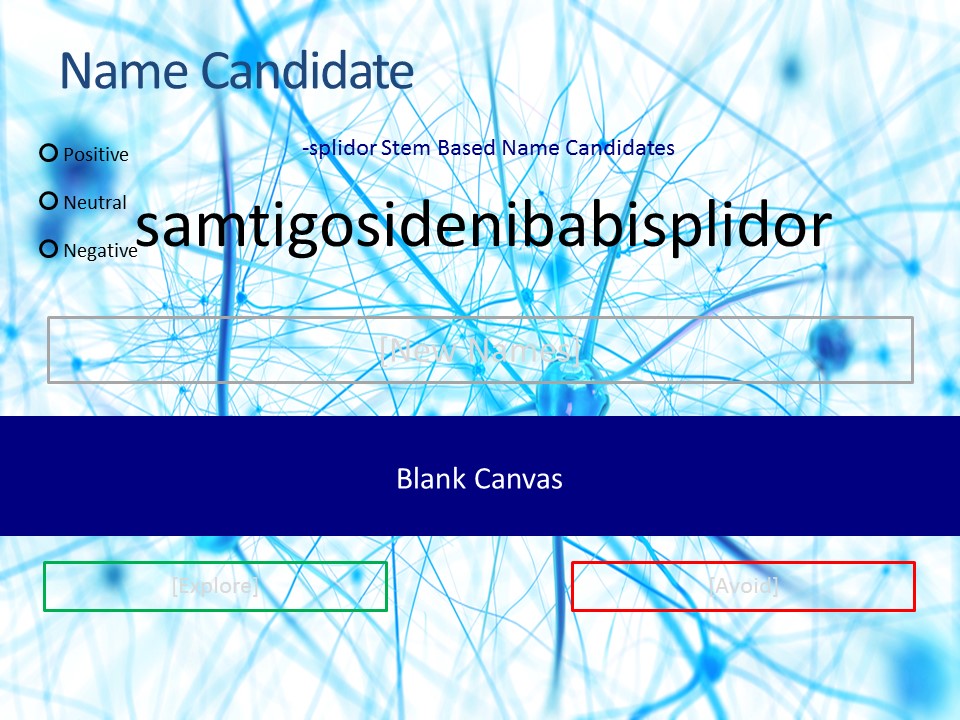 Name Candidate
-splidor Stem Based Name Candidates
Positive
Neutral
Negative
samtigosidenibabisplidor
[New Names]
Blank Canvas
[Explore]
[Avoid]